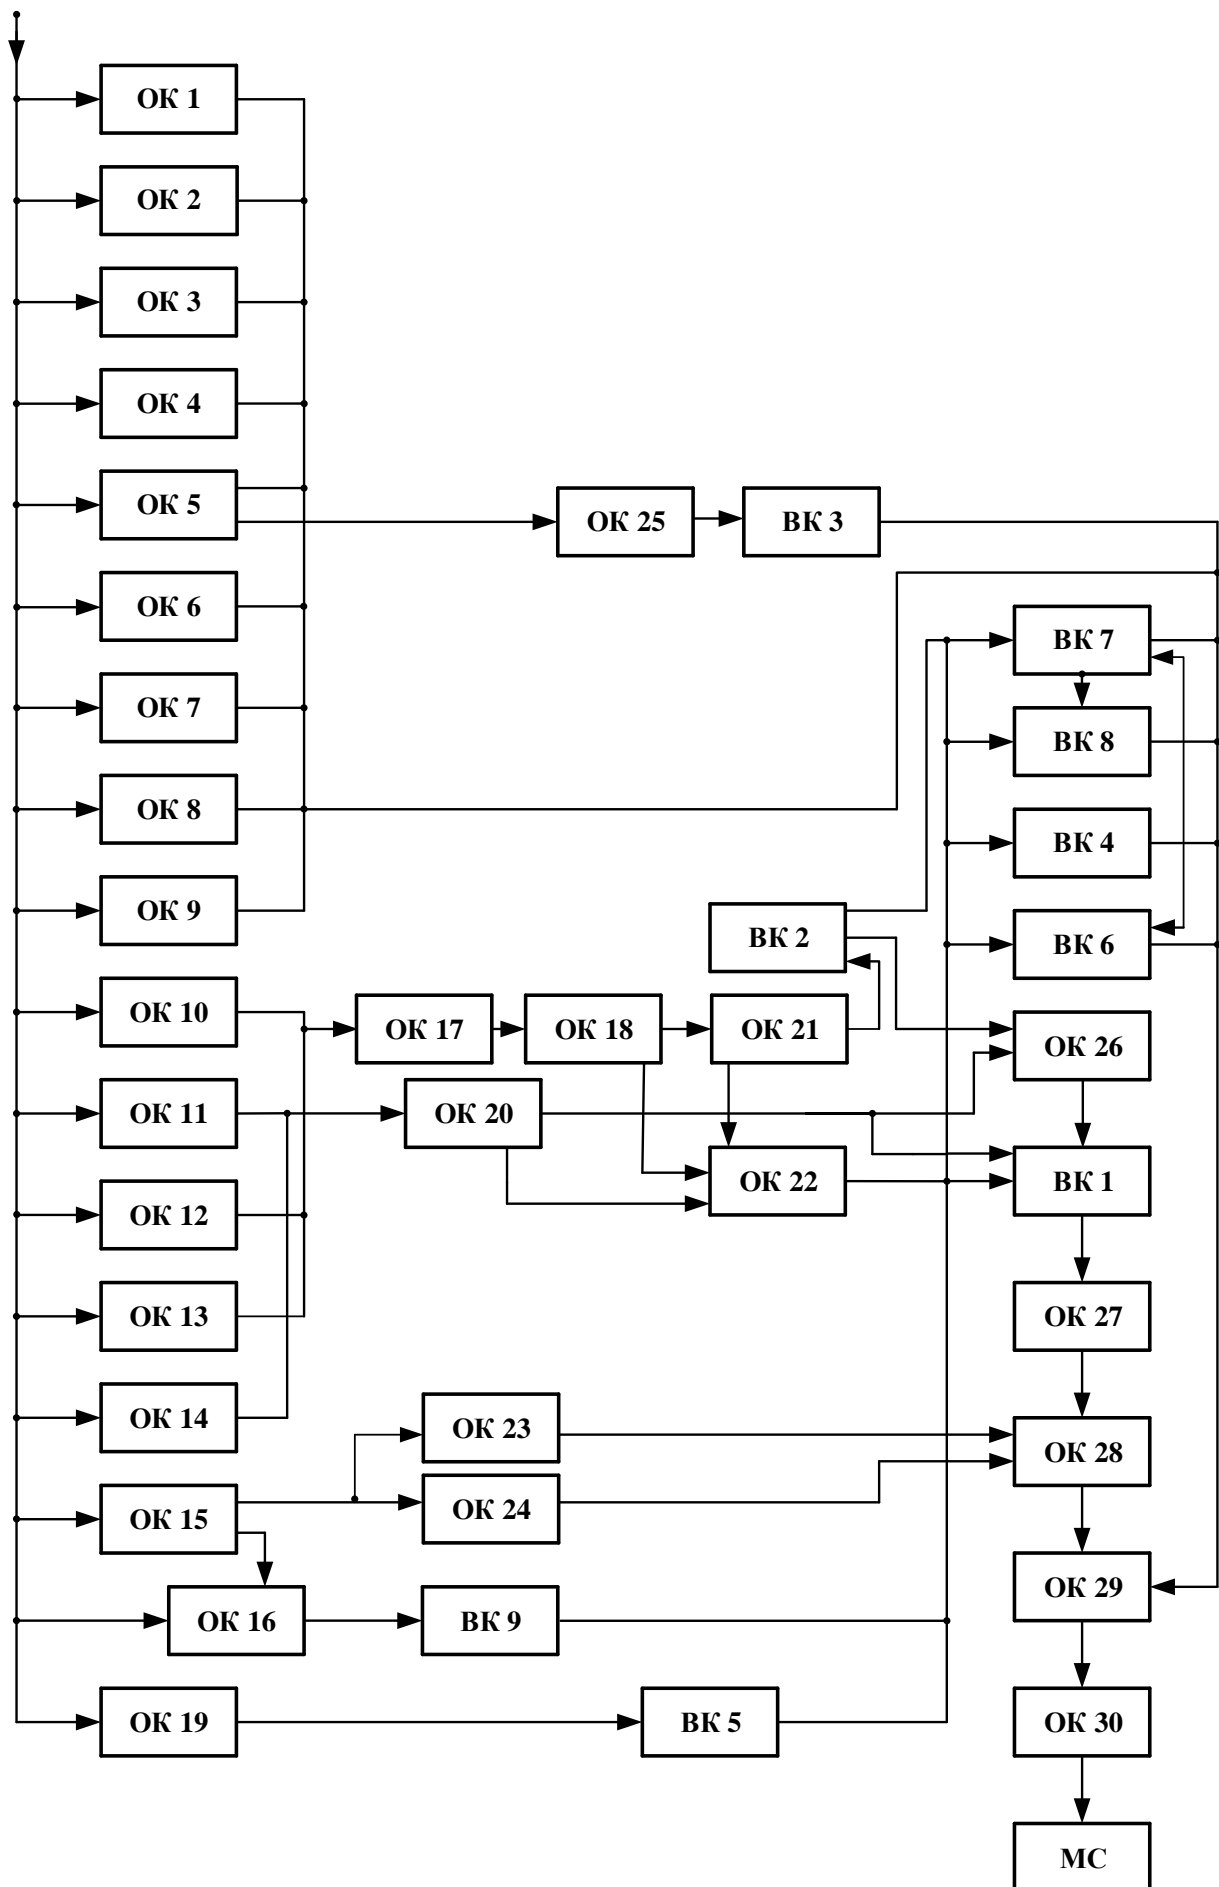 ОК 1
ОК 2
ОК 3
ОК 4
ОК 5
ОК 25
ВК 3
ОК 6
ВК 7
ОК 7
ВК 8
ОК 8
ВК 4
ОК 9
ВК 2
ВК 6
ОК 10
ОК 17
ОК 18
ОК 21
ОК 26
ОК 11
ОК 20
ОК 12
ОК 22
ВК 1
ОК 13
ОК 27
ОК 14
ОК 23
ОК 28
ОК 15
ОК 24
ОК 29
ОК 16
ВК 9
ОК 19
ВК 5
ОК 30
МС